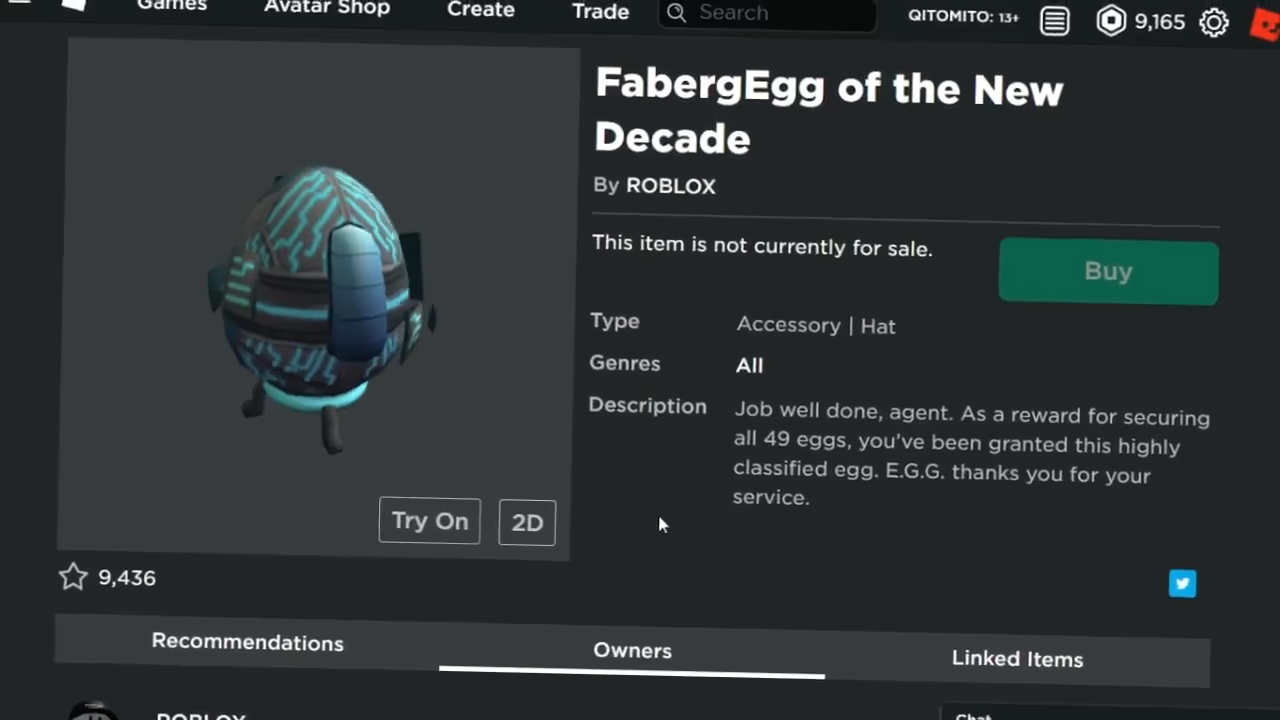 Games Avatar Shop Create Trade Search QITOMITO: 13+ 9,165
FabergEgg of the New
Decade
By ROBLOX
This item is not currently for sale.
Buy
Type Accessory | Hat
Genres All
Description Job well done, agent. As a reward for securing
all 49 eggs, you've been granted this highly
classified egg. E.G.G. thanks you for your
service.
Try On 2D
9,436
Recommendations Owners Linked Items
ROBLOX
Chat